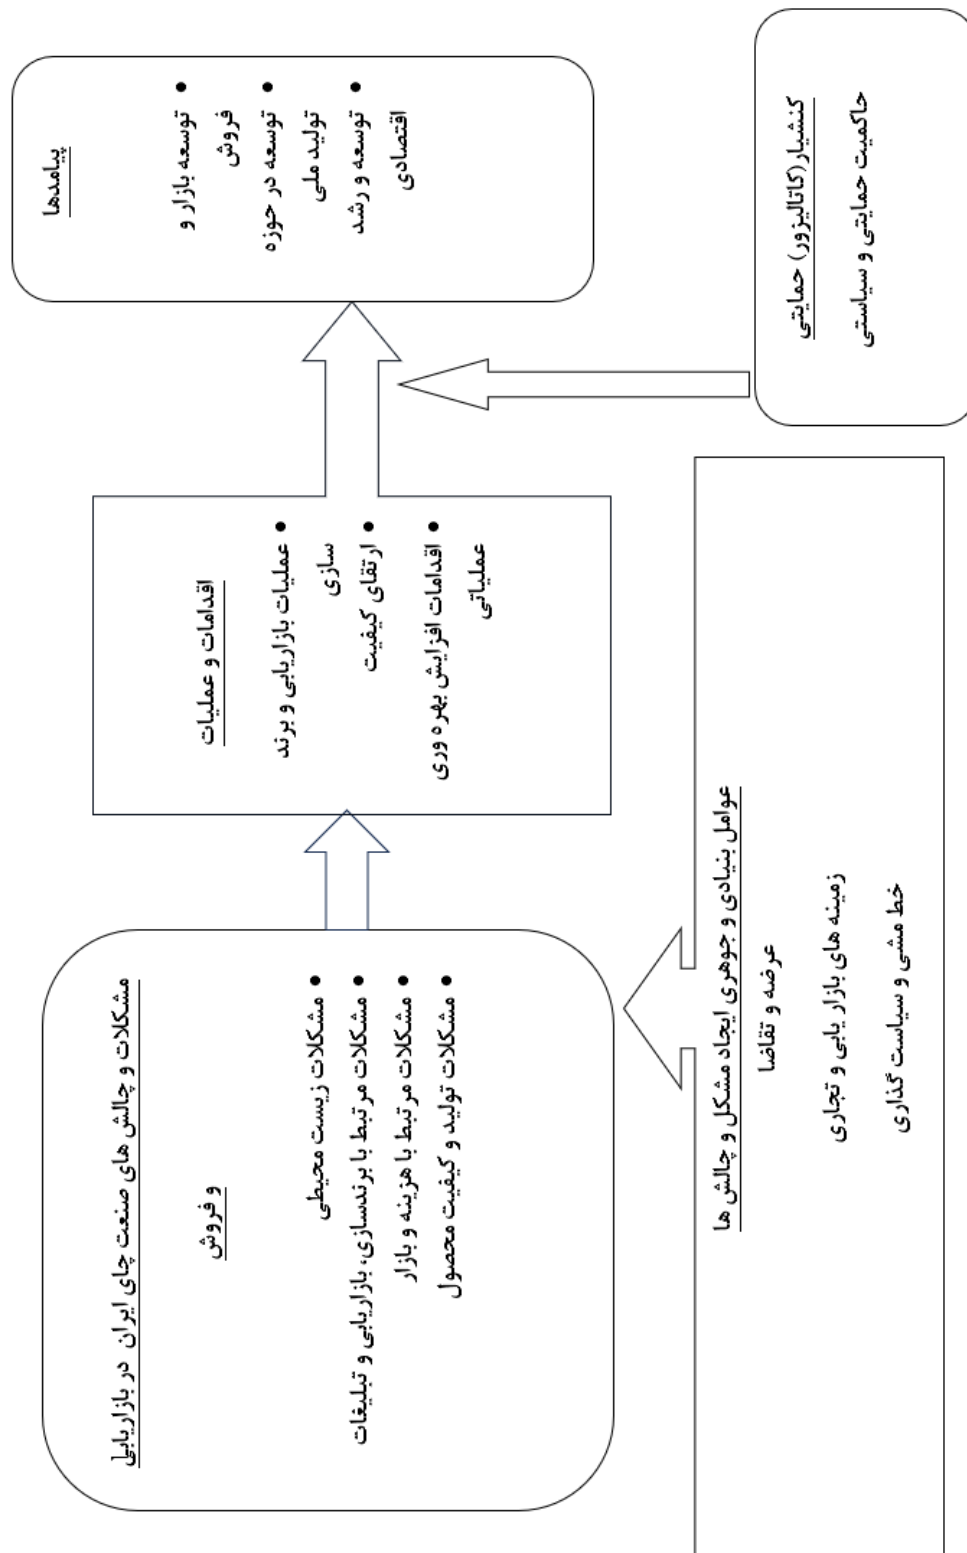 مشکلات و چالش های صنعت چای ایران در بازاریابی
و فروش
مشکلات زیست محیطی
مشکلات مرتبط با برندسازی، بازاریابی و تبلیغات
مشکلات مرتبط با هزینه و بازار
مشکلات تولید و کیفیت محصول
اقدامات و عملیات
عملیات بازاریابی و برند
سازی
ارتقای کیفیت
اقدامات افزایش بهره وری
عملیاتی
پیامدها
توسعه بازار و
فروش
توسعه در حوزه
تولید ملی
توسعه و رشد
اقتصادی
عوامل بنیادی و جوهری ایجاد مشکل و چالش ها
عرضه و تقاضا
زمینه های بازار یابی و تجاری
خط مشی و سیاست گذاری
کنشیار(کاتالیزور) حمایتی
حاکمیت حمایتی و سیاستی